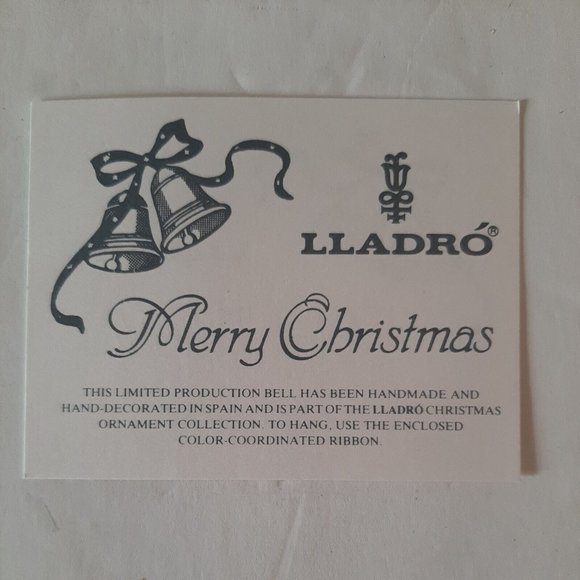 LLADRÓ®
Merry Christmas
THIS LIMITED PRODUCTION BELL HAS BEEN HANDMADE AND
HAND-DECORATED IN SPAIN AND IS PART OF THE LLADRÓ CHRISTMAS
ORNAMENT COLLECTION. TO HANG, USE THE ENCLOSED
COLOR-COORDINATED RIBBON.